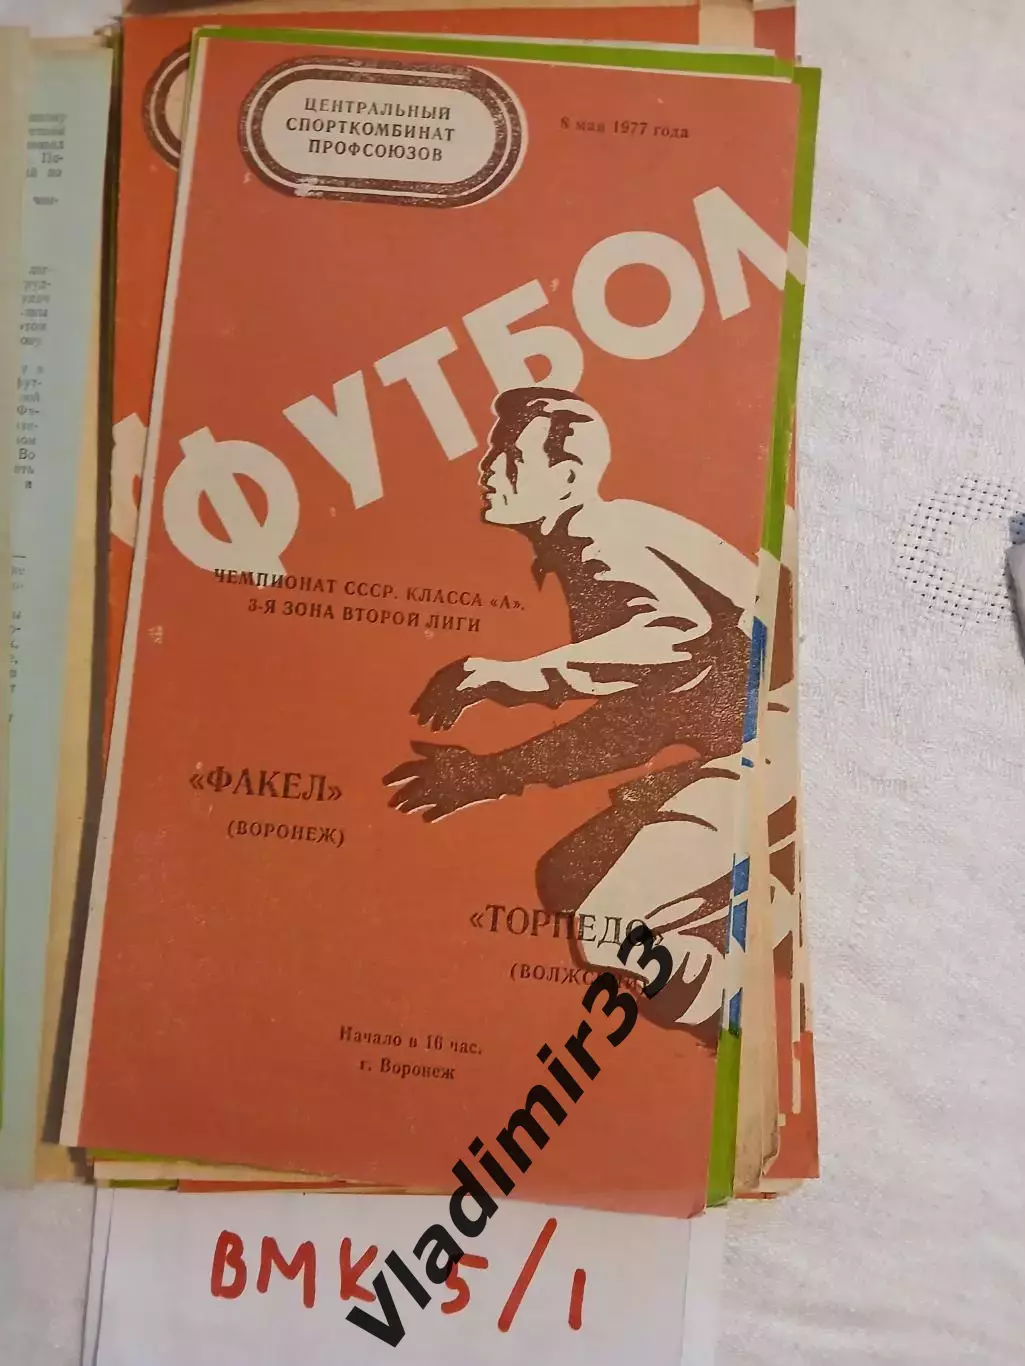 ЦЕНТРАЛЬНЫЙ
СПОРТКОМБИНАТ
ПРОФСОЮЗОВ
8 мая 1977 года
ФУТБОЛ
ЧЕМПИОНАТ СССР. КЛАССА «А».
3-Я ЗОНА ВТОРОЙ ЛИГИ
«ФАКЕЛ»
(ВОРОНЕЖ)
«ТОРПЕДО»
(ВОЛЖСКИЙ)
Начало в 16 час.
г. Воронеж
vladimir33
ВМК 5/1